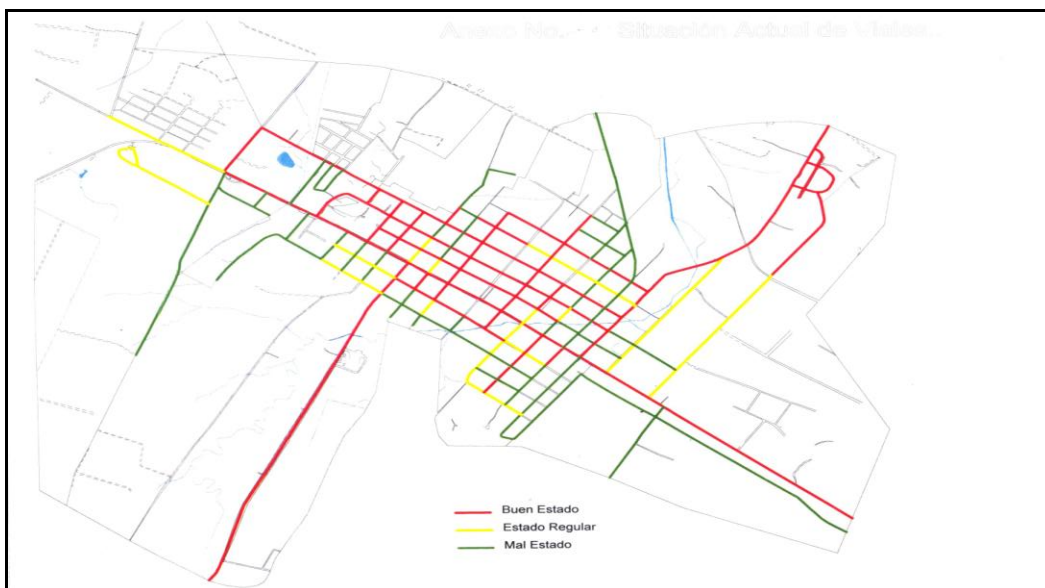 Anexo No. Situación Actual de Viales.
Buen Estado
Estado Regular
Mal Estado